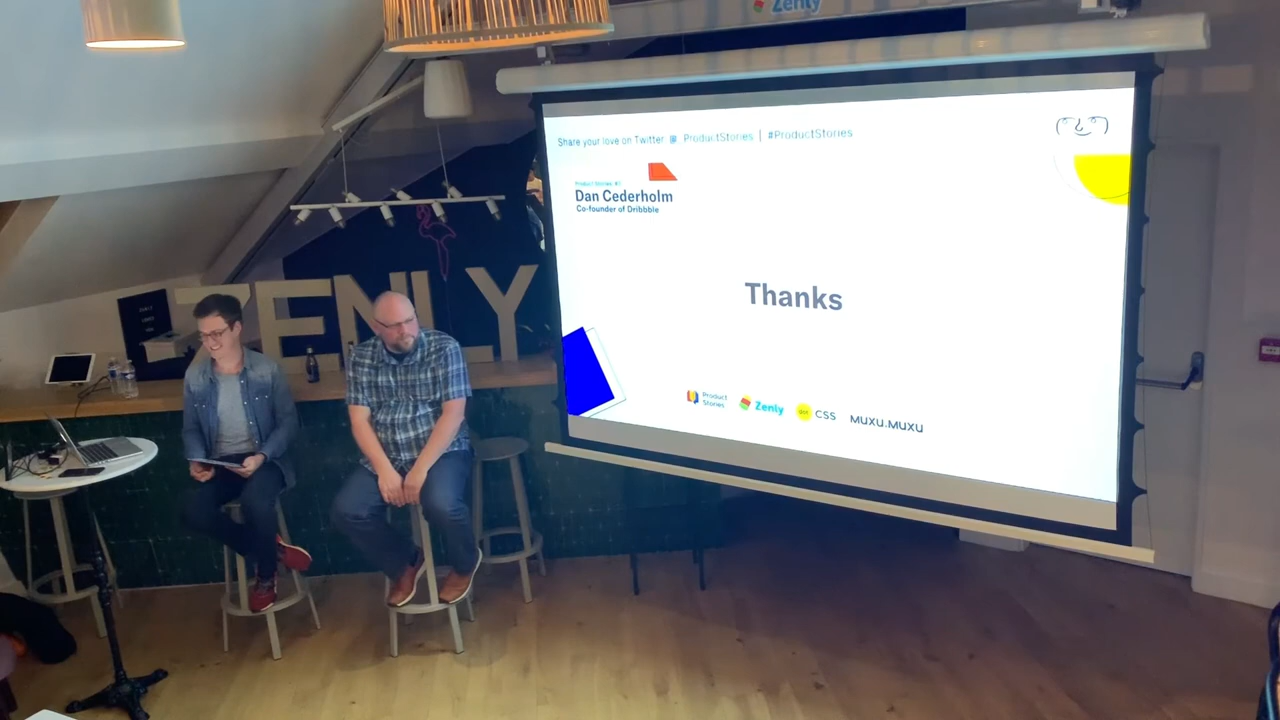 Zenly
Share your love on Twitter @ ProductStories | #ProductStories
Product Stories #1
Dan Cederholm
Co-founder of Dribbble
Thanks
Product
Stories
Zenly
dot CSS
MUXU.MUXU
ZENLY